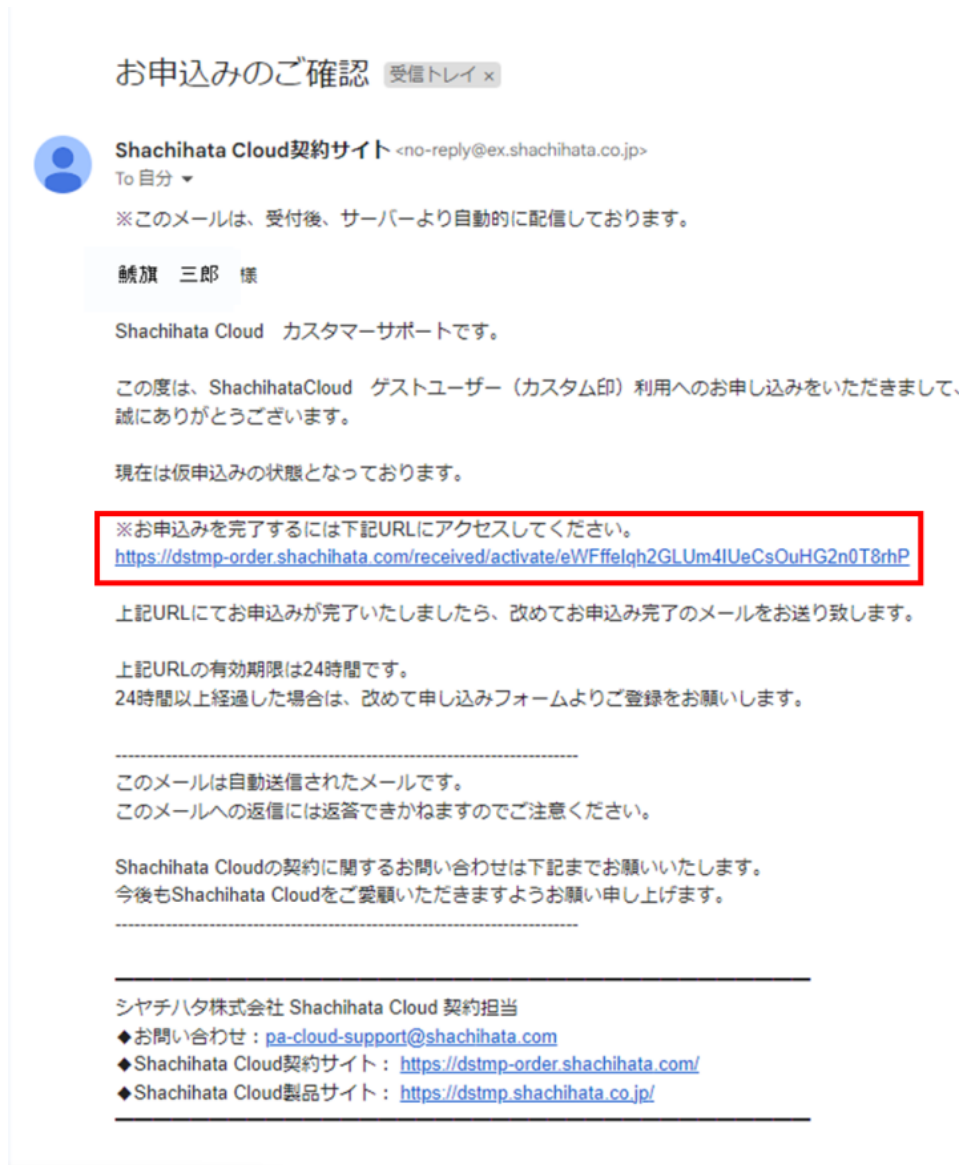 お申込みのご確認 受信トレイ ×
Shachihata Cloud契約サイト <no-reply@ex.shachihata.co.jp>
To 自分
※このメールは、受付後、サーバーより自動的に配信しております。
鯱旗　三郎　様
Shachihata Cloud　カスタマーサポートです。
この度は、ShachihataCloud　ゲストユーザー（カスタム印）利用へのお申し込みをいただきまして、
誠にありがとうございます。
現在は仮申込みの状態となっております。
※お申込みを完了するには下記URLにアクセスしてください。
https://dstmp-order.shachihata.com/received/activate/eWFffeIqh2GLUm4IUeCsOuHG2n0T8rhP
上記URLにてお申込みが完了いたしましたら、改めてお申込み完了のメールをお送り致します。
上記URLの有効期限は24時間です。
24時間以上経過した場合は、改めて申し込みフォームよりご登録をお願いします。
--------------------------------------------------------------------------
このメールは自動送信されたメールです。
このメールへの返信には返答できかねますのでご注意ください。
Shachihata Cloudの契約に関するお問い合わせは下記までお願いいたします。
今後もShachihata Cloudをご愛顧いただきますようお願い申し上げます。
--------------------------------------------------------------------------
シヤチハタ株式会社 Shachihata Cloud 契約担当
◆お問い合わせ：pa-cloud-support@shachihata.com
◆Shachihata Cloud契約サイト： https://dstmp-order.shachihata.com/
◆Shachihata Cloud製品サイト： https://dstmp.shachihata.co.jp/